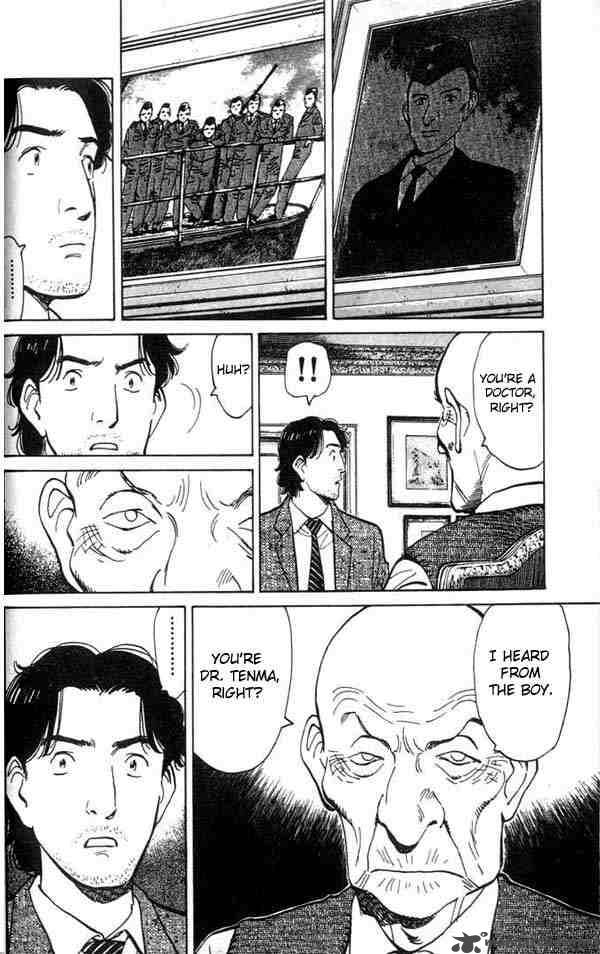 .........
YOU'RE A
DOCTOR,
RIGHT?
!!
HUH?
I HEARD
FROM
THE BOY.
YOU'RE
DR. TENMA,
RIGHT?
.........